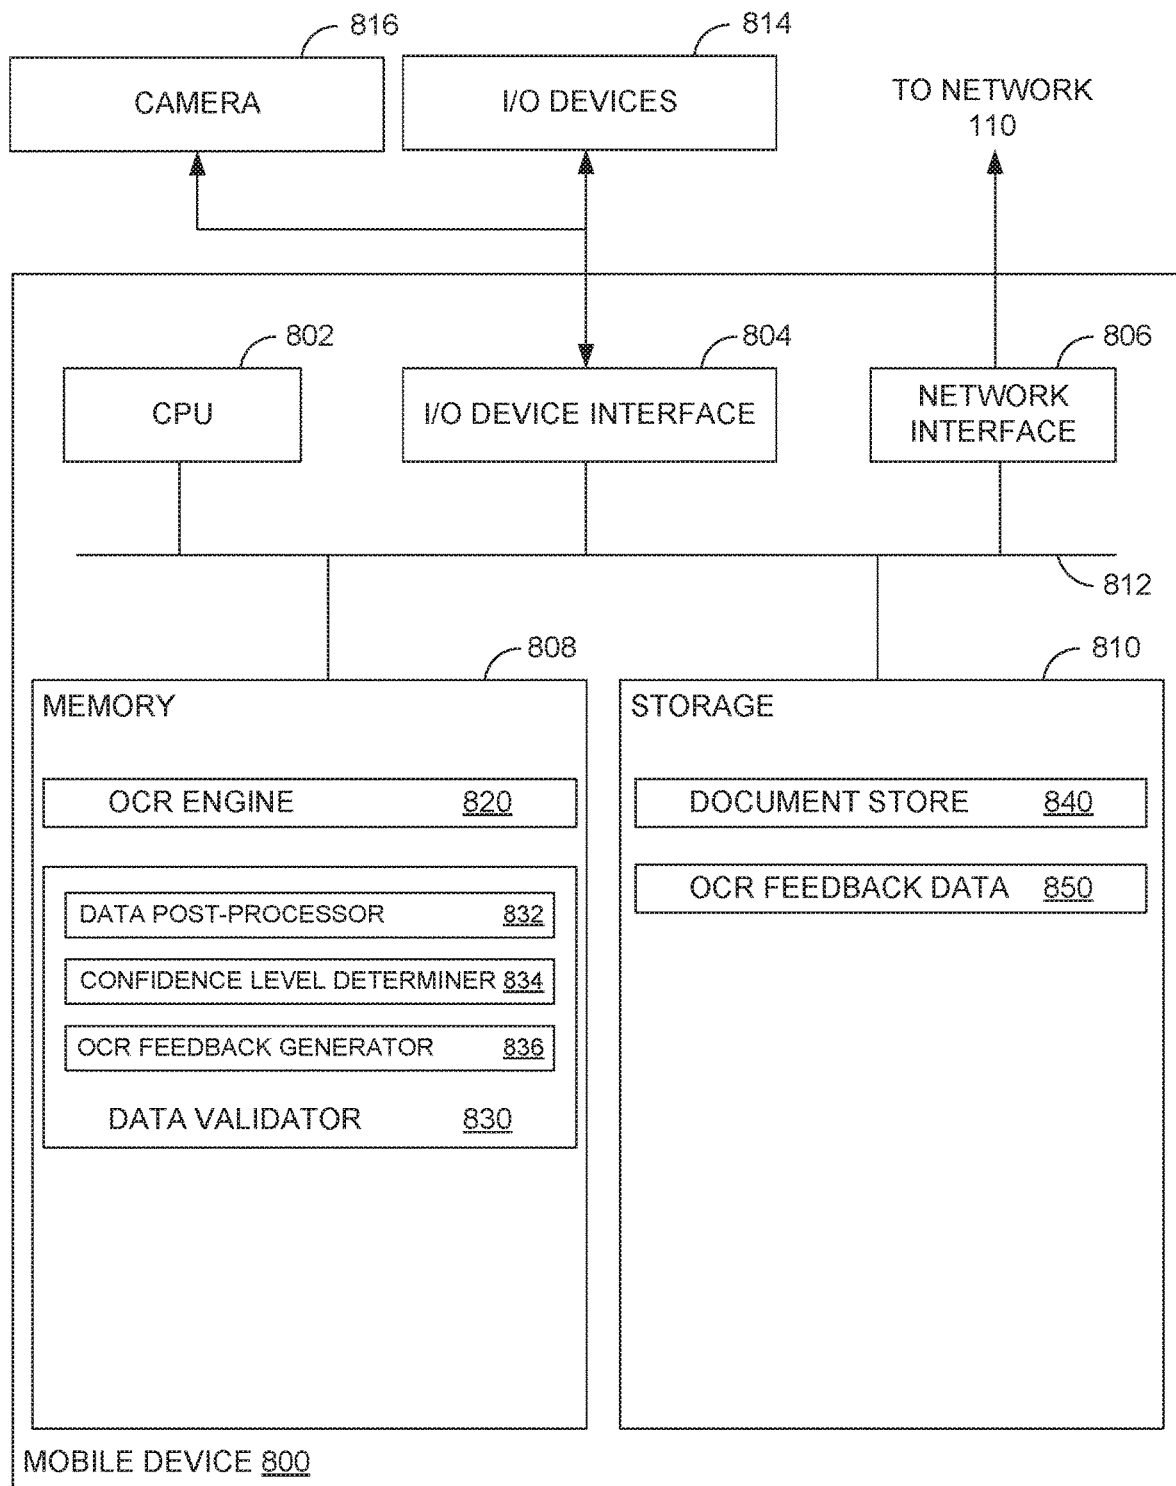 816
814
CAMERA
I/O DEVICES
TO NETWORK
110
802
804
806
CPU
I/O DEVICE INTERFACE
NETWORK
INTERFACE
812
808
810
MEMORY
STORAGE
OCR ENGINE 820
DOCUMENT STORE 840
OCR FEEDBACK DATA 850
DATA POST-PROCESSOR 832
CONFIDENCE LEVEL DETERMINER 834
OCR FEEDBACK GENERATOR 836
DATA VALIDATOR 830
MOBILE DEVICE 800